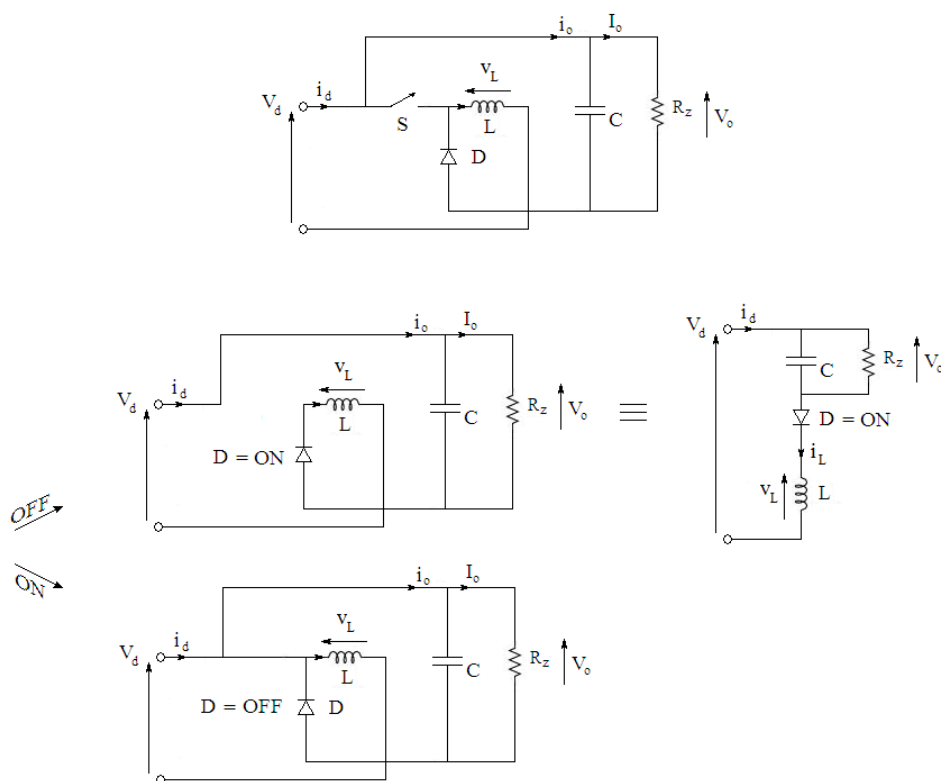 i_o I_o
V_d i_d v_L
S L C R_z V_o
D
i_o I_o
v_L
V_d i_d L C R_z V_o
D = ON
V_d i_d
C R_z V_o
D = ON
i_L
v_L L
OFF
ON
i_o I_o
v_L
V_d i_d L C R_z V_o
D = OFF D